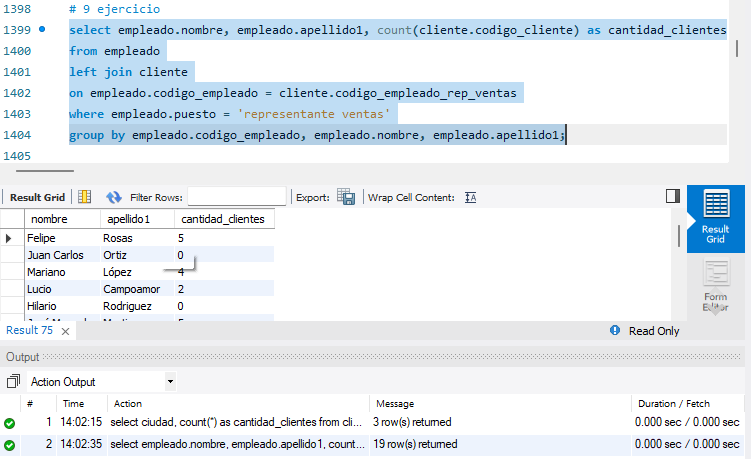 1398 # 9 ejercicio
1399 select empleado.nombre, empleado.apellido1, count(cliente.codigo_cliente) as cantidad_clientes
1400 from empleado
1401 left join cliente
1402 on empleado.codigo_empleado = cliente.codigo_empleado_rep_ventas
1403 where empleado.puesto = 'representante ventas'
1404 group by empleado.codigo_empleado, empleado.nombre, empleado.apellido1;
1405
Result Grid Filter Rows: Export: Wrap Cell Content:
nombre apellido1 cantidad_clientes
Felipe Rosas 5
Juan Carlos Ortiz 0
Mariano López 4
Lucio Campoamor 2
Hilario Rodriguez 0
Result Grid
Form Editor
Result 75 Read Only
Output
Action Output
# Time Action Message Duration / Fetch
1 14:02:15 select ciudad, count(*) as cantidad_clientes from cli... 3 row(s) returned 0.000 sec / 0.000 sec
2 14:02:35 select empleado.nombre, empleado.apellido1, count... 19 row(s) returned 0.000 sec / 0.000 sec